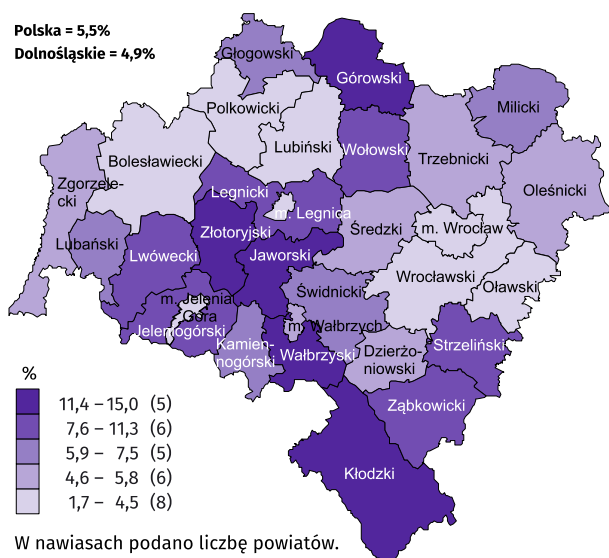 Polska = 5,5%
Dolnośląskie = 4,9%
Głogowski
Górowski
Milicki
Polkowicki
Lubiński
Wołowski
Trzebnicki
Bolesławiecki
Zgorzele-
cki
Oleśnicki
Legnicki
m. Legnica
Lubański
Złotoryjski
Średzki
m. Wrocław
Lwówecki
Jaworski
Wrocławski
Oławski
m. Jelenia
Góra
Świdnicki
Jeleniogórski
m. Wałbrzych
Kamien-
nogórski
Wałbrzyski
Dzierżo-
niowski
Strzeliński
Ząbkowicki
Kłodzki
%
11,4 – 15,0 (5)
7,6 – 11,3 (6)
5,9 – 7,5 (5)
4,6 – 5,8 (6)
1,7 – 4,5 (8)
W nawiasach podano liczbę powiatów.